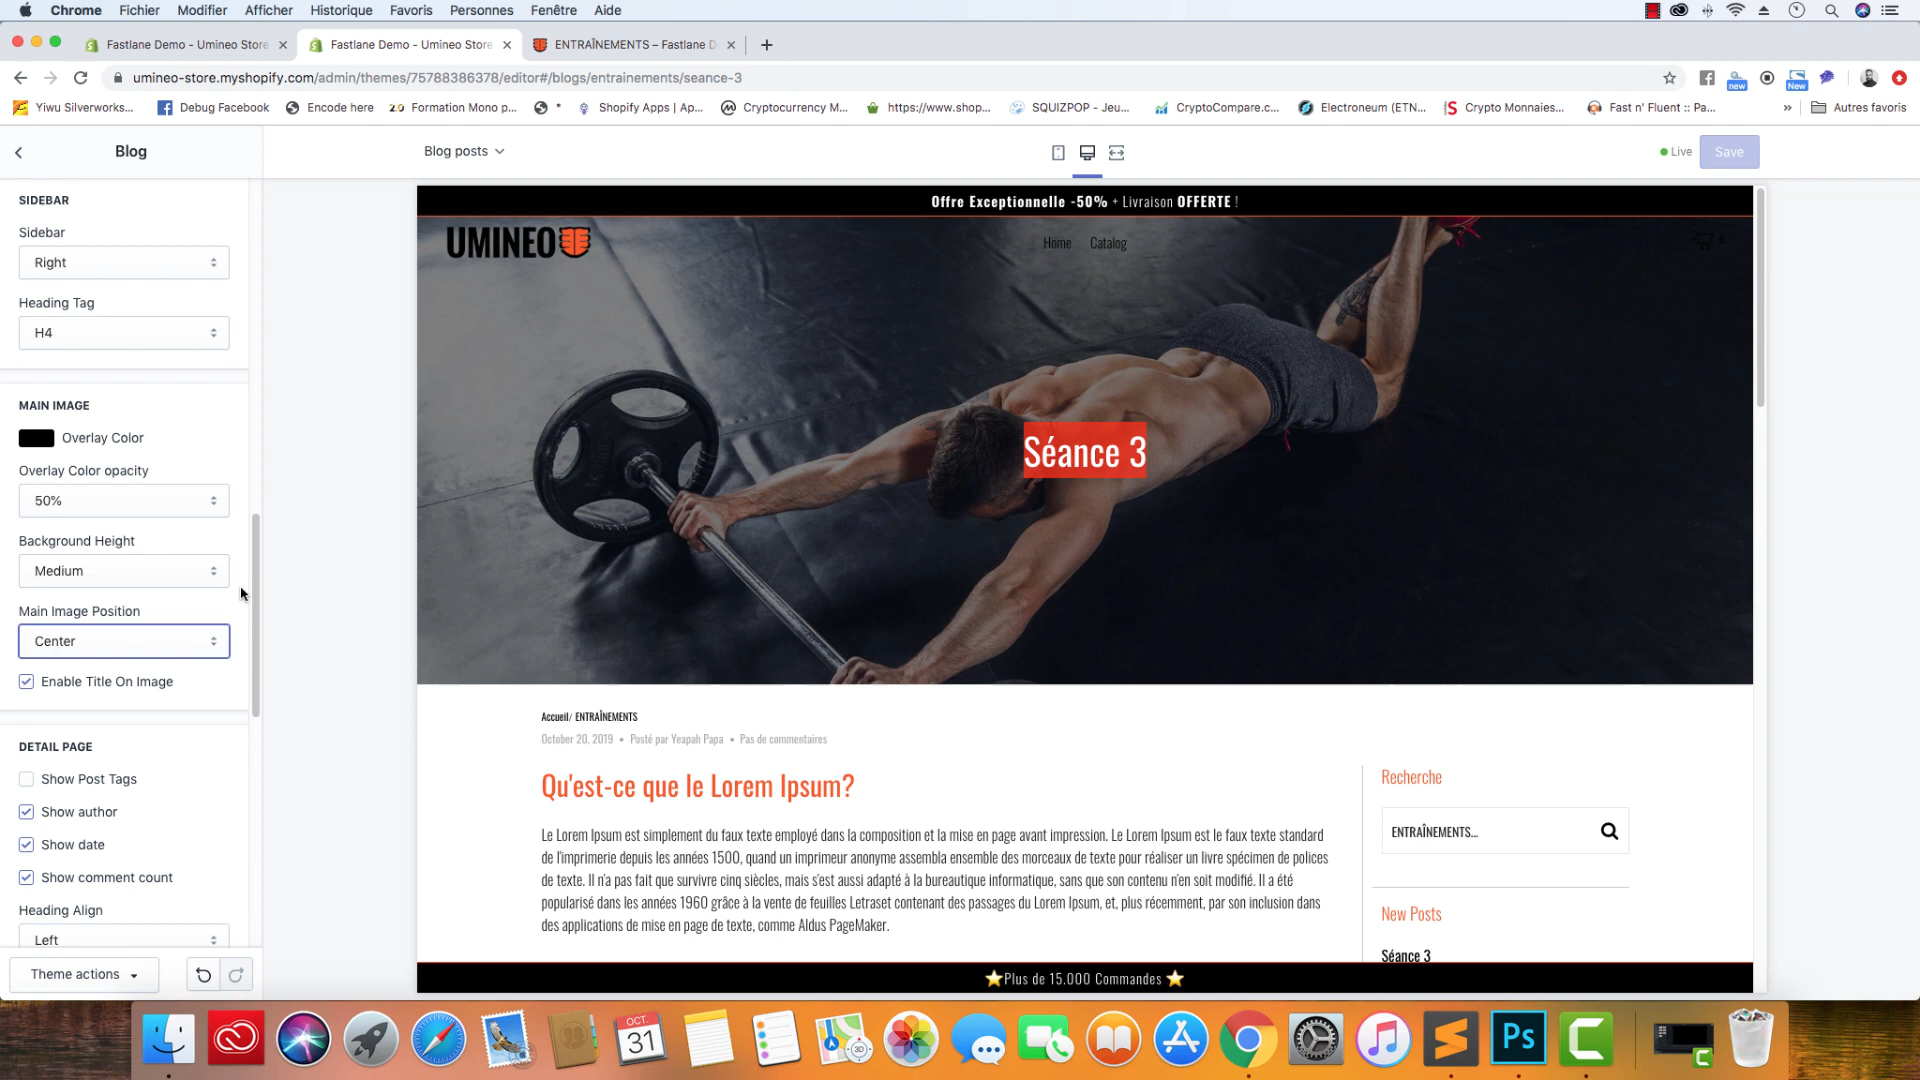 Chrome Fichier Modifier Afficher Historique Favoris Personnes Fenêtre Aide
Fastlane Demo - Umineo Store
Fastlane Demo - Umineo Store
ENTRAÎNEMENTS – Fastlane D
umineo-store.myshopify.com/admin/themes/75788386378/editor#/blogs/entrainements/seance-3
new
New
Yiwu Silverworks...
Debug Facebook
Encode here
2.0 Formation Mono p...
*
Shopify Apps | Ap...
Cryptocurrency M...
https://www.shop...
SQUIZPOP - Jeu...
CryptoCompare.c...
Electroneum (ETN...
Crypto Monnaies...
Fast n' Fluent :: Pa...
»
Autres favoris
Blog
Blog posts
Live
Save
SIDEBAR
Sidebar
Right
Heading Tag
H4
MAIN IMAGE
Overlay Color
Overlay Color opacity
50%
Background Height
Medium
Main Image Position
Center
Enable Title On Image
DETAIL PAGE
Show Post Tags
Show author
Show date
Show comment count
Heading Align
Left
Theme actions
Offre Exceptionnelle -50% + Livraison OFFERTE !
UMINEO
Home Catalog
Séance 3
Accueil/ ENTRAÎNEMENTS
October 20, 2019 • Posté par Yeapah Papa • Pas de commentaires
Qu'est-ce que le Lorem Ipsum?
Le Lorem Ipsum est simplement du faux texte employé dans la composition et la mise en page avant impression. Le Lorem Ipsum est le faux texte standard
de l'imprimerie depuis les années 1500, quand un imprimeur anonyme assembla ensemble des morceaux de texte pour réaliser un livre spécimen de polices
de texte. Il n'a pas fait que survivre cinq siècles, mais s'est aussi adapté à la bureautique informatique, sans que son contenu n'en soit modifié. Il a été
popularisé dans les années 1960 grâce à la vente de feuilles Letraset contenant des passages du Lorem Ipsum, et, plus récemment, par son inclusion dans
des applications de mise en page de texte, comme Aldus PageMaker.
Recherche
ENTRAÎNEMENTS...
New Posts
Séance 3
⭐Plus de 15.000 Commandes ⭐
OCT.
31
3D
Ps